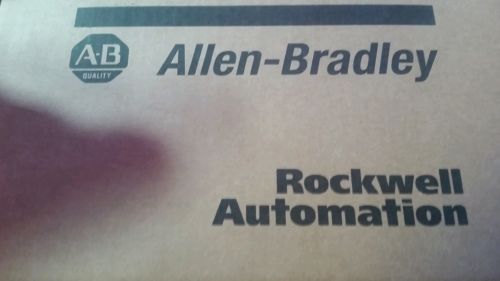 A-B
QUALITY
Allen-Bradley
Rockwell
Automation